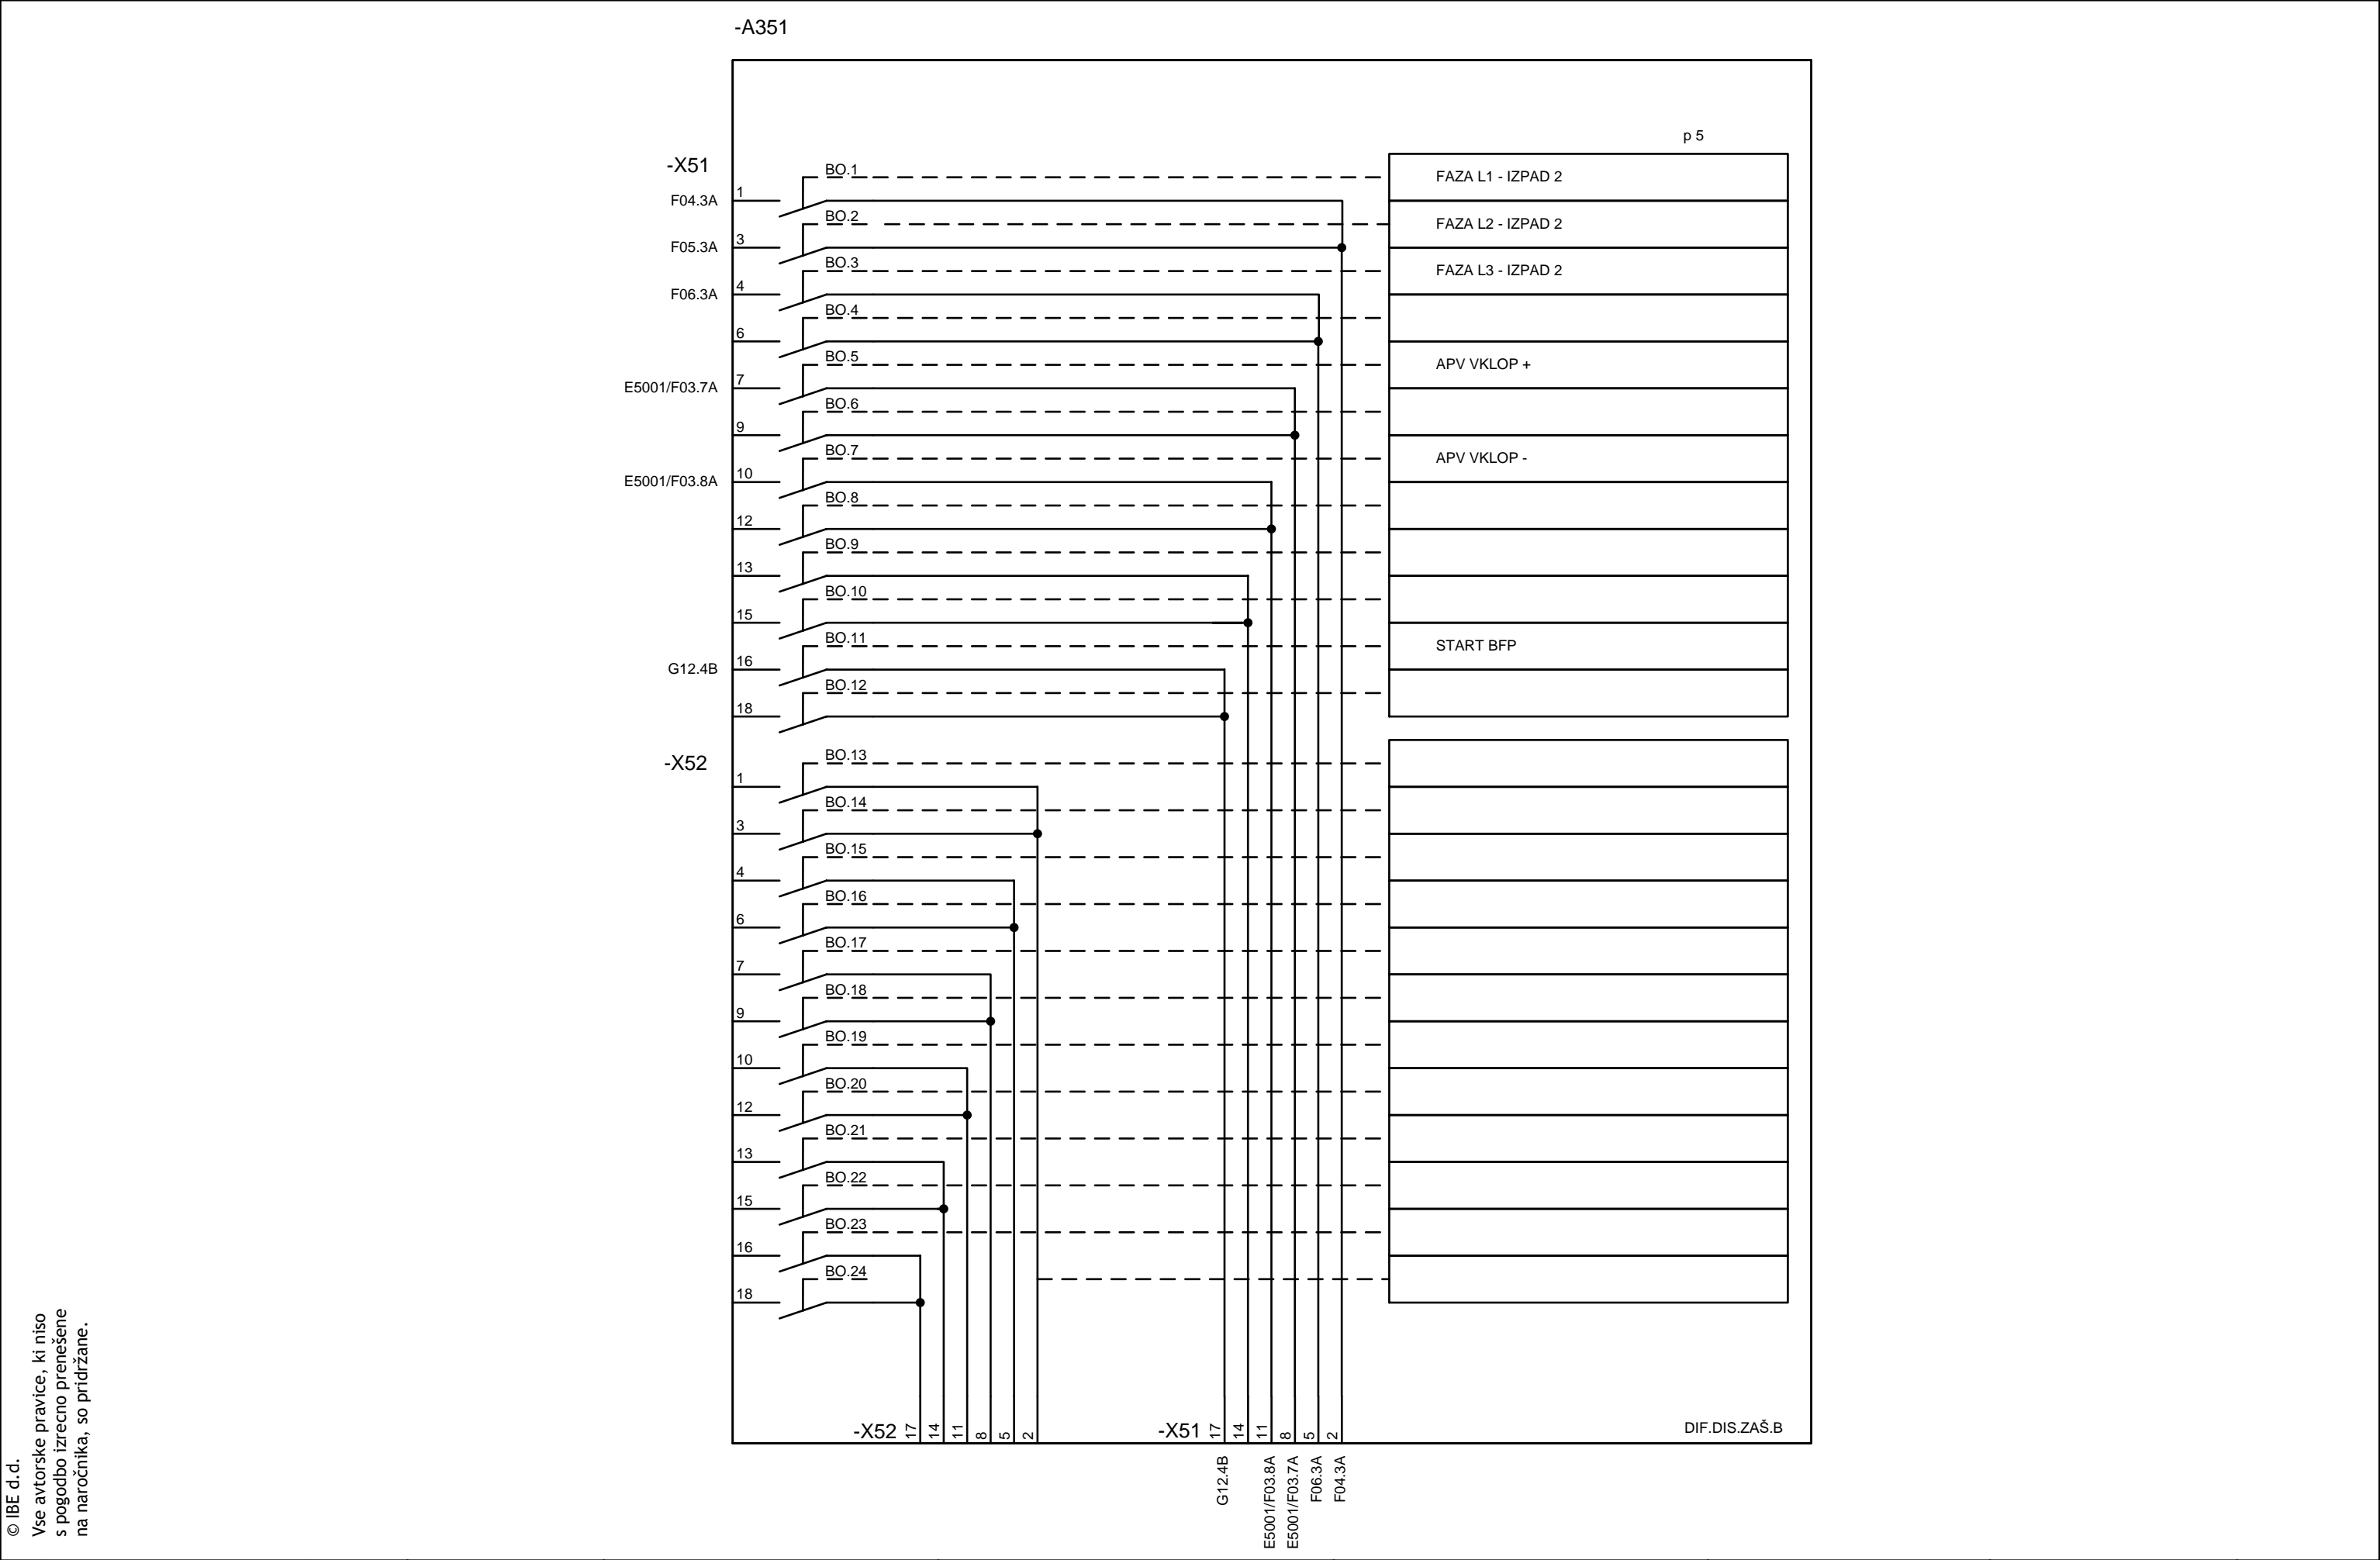 -A351
p 5
-X51
BO.1
FAZA L1 - IZPAD 2
F04.3A
1
BO.2
FAZA L2 - IZPAD 2
F05.3A
3
BO.3
FAZA L3 - IZPAD 2
F06.3A
4
BO.4
6
BO.5
APV VKLOP +
E5001/F03.7A
7
BO.6
9
BO.7
APV VKLOP -
E5001/F03.8A
10
BO.8
12
BO.9
13
BO.10
15
BO.11
START BFP
G12.4B
16
BO.12
18
-X52
BO.13
1
BO.14
3
BO.15
4
BO.16
6
BO.17
7
BO.18
9
BO.19
10
BO.20
12
BO.21
13
BO.22
15
BO.23
16
BO.24
18
-X52
17
14
11
8
5
2
-X51
17
14
11
8
5
2
DIF.DIS.ZAŠ.B
G12.4B
E5001/F03.8A
E5001/F03.7A
F06.3A
F04.3A
© IBE d.d.
Vse avtorske pravice, ki niso
s pogodbo izrecno prenešene
na naročnika, so pridržane.